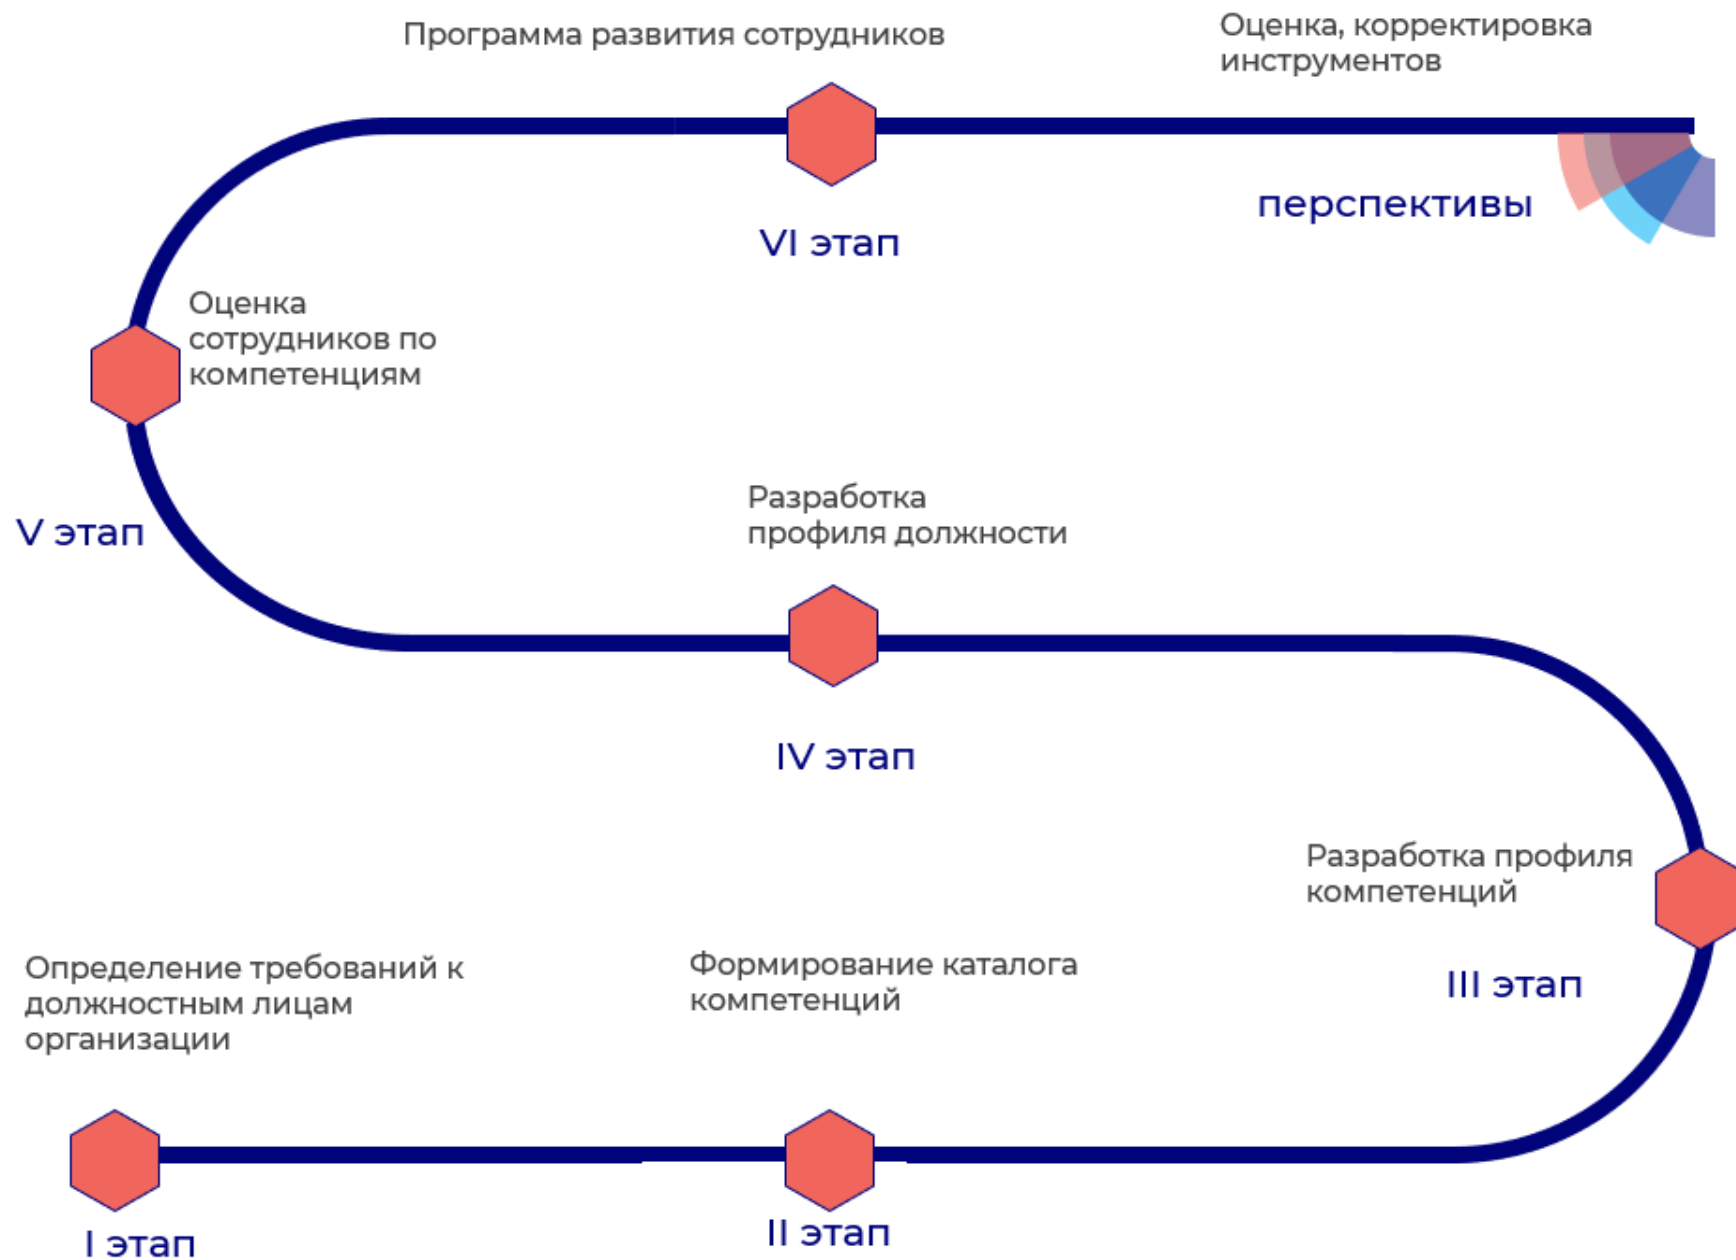 Программа развития сотрудников
Оценка, корректировка
инструментов
перспективы
VI этап
Оценка
сотрудников по
компетенциям
V этап
Разработка
профиля должности
IV этап
Разработка профиля
компетенций
III этап
Определение требований к
должностным лицам
организации
I этап
Формирование каталога
компетенций
II этап